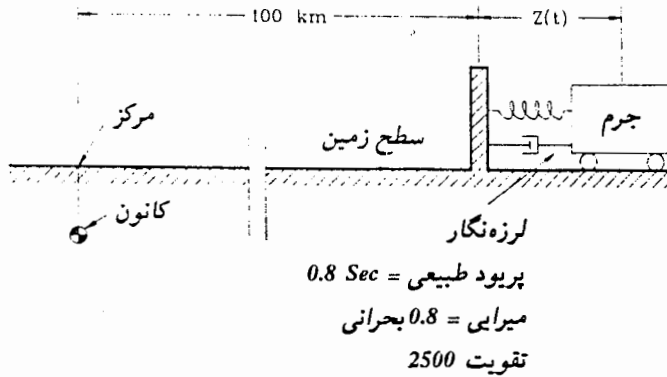 100 km
Z(t)
مرکز
سطح زمین
جرم
کانون
لرزه‌نگار
پریود طبیعی = 0.8 Sec
میرایی = 0.8 بحرانی
تقویت 2500